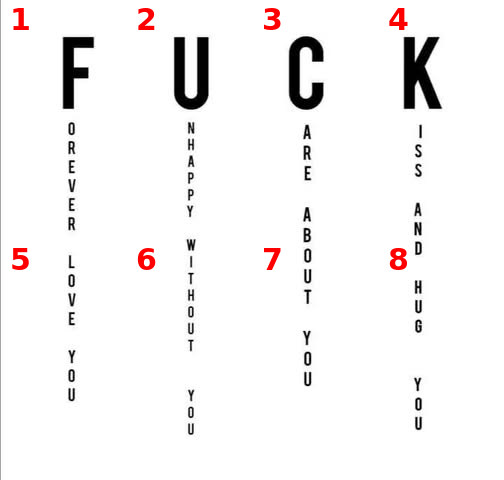 1 2 3 4
F U C K
OREVER LOVE YOU
NHAPPY WITHOUT YOU
ARE ABOUT YOU
ISS AND HUG YOU
5 6 7 8